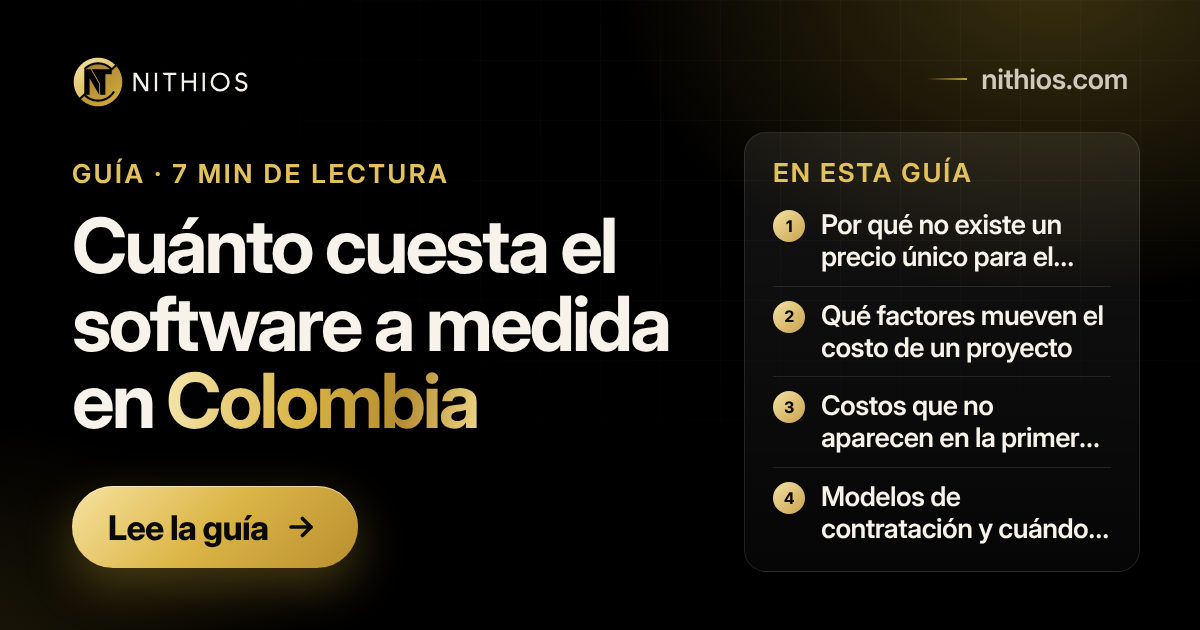 NITHIOS
nithios.com
GUÍA · 7 MIN DE LECTURA
Cuánto cuesta el
software a medida
en Colombia
Lee la guía →
EN ESTA GUÍA
1 Por qué no existe un
precio único para el...
2 Qué factores mueven el
costo de un proyecto
3 Costos que no
aparecen en la primer...
4 Modelos de
contratación y cuándo...